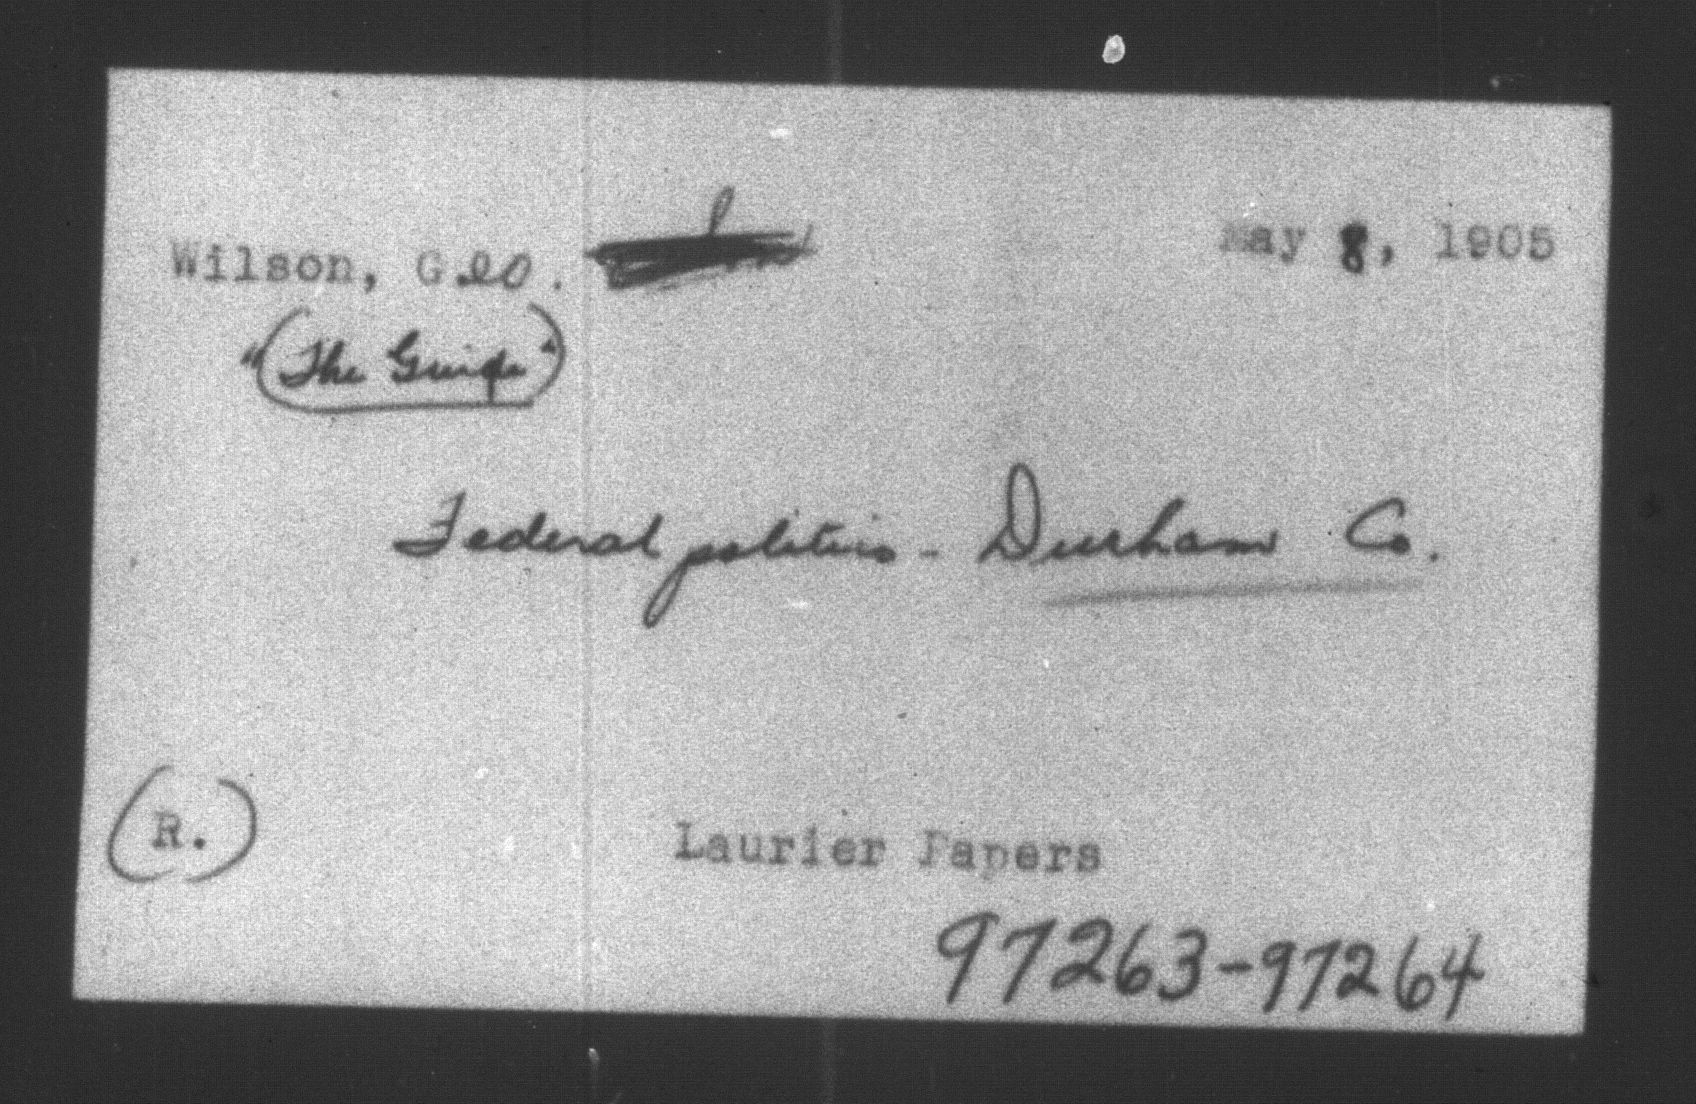 Wilson, Geo. May 8, 1905
"(The Guide")
Federal politics - Durham Co.
(R.) Laurier Papers
97263-97264